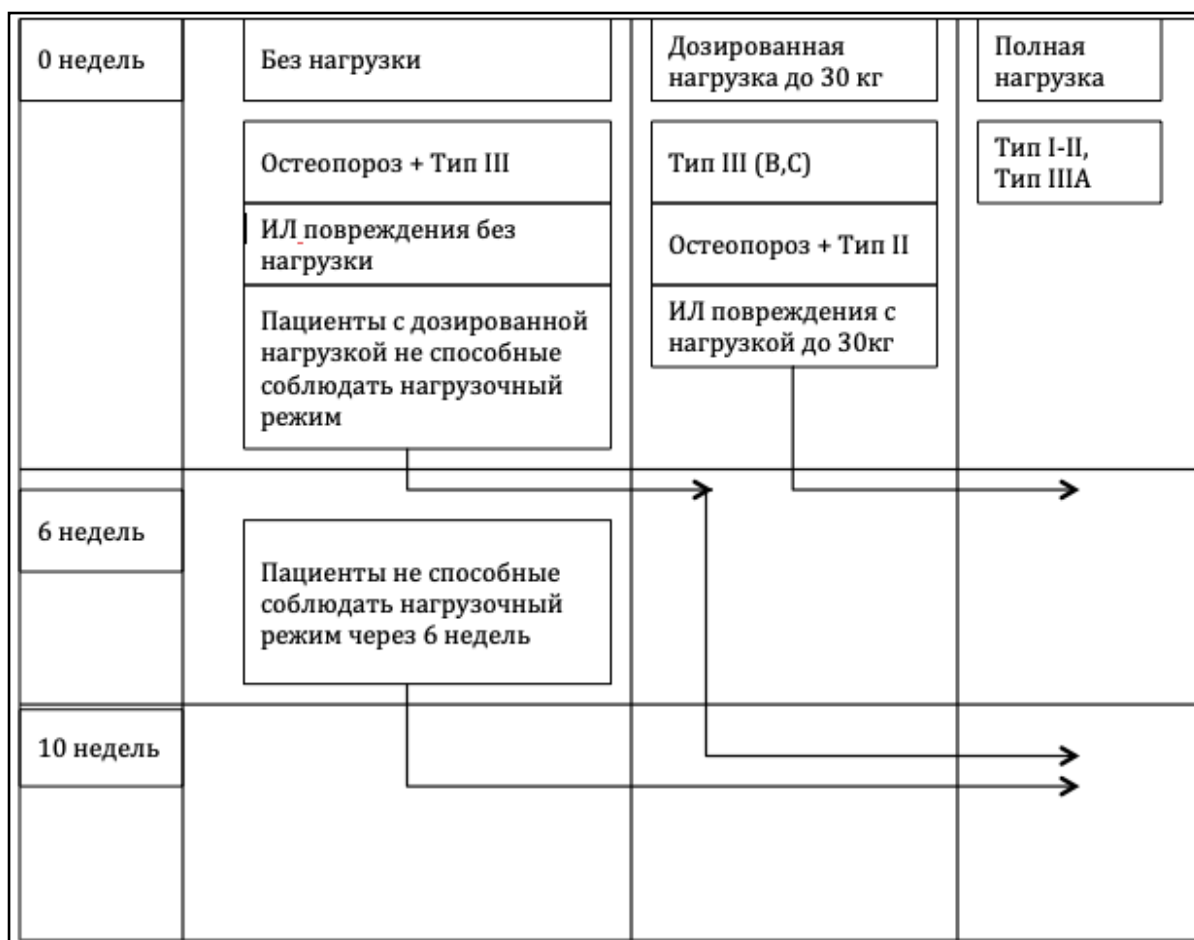 0 недель
Без нагрузки
Дозированная
нагрузка до 30 кг
Полная
нагрузка
Остеопороз + Тип III
ИЛ повреждения без
нагрузки
Пациенты с дозированной
нагрузкой не способные
соблюдать нагрузочный
режим
Тип III (B,C)
Остеопороз + Тип II
ИЛ повреждения с
нагрузкой до 30кг
Тип I-II,
Тип IIIA
6 недель
Пациенты не способные
соблюдать нагрузочный
режим через 6 недель
10 недель